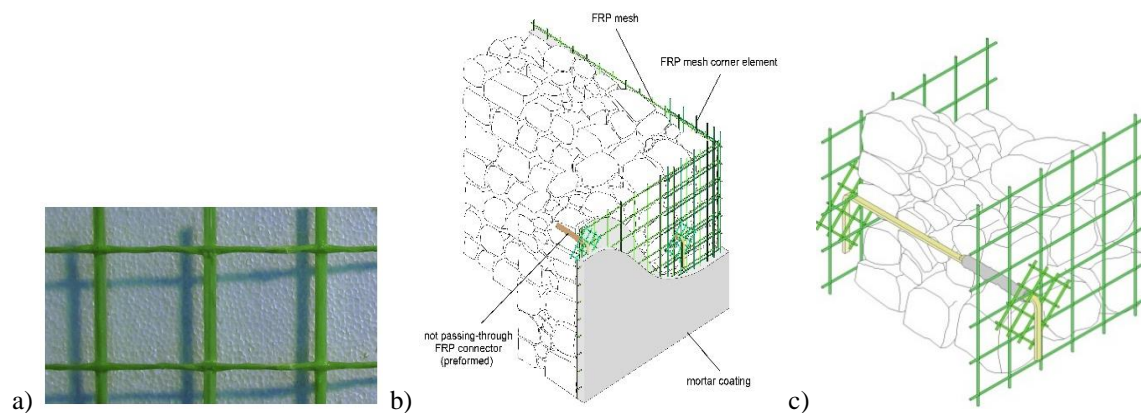 FRP mesh
FRP mesh corner element
not passing-through
FRP connector
(preformed)
mortar coating
a)
b)
c)